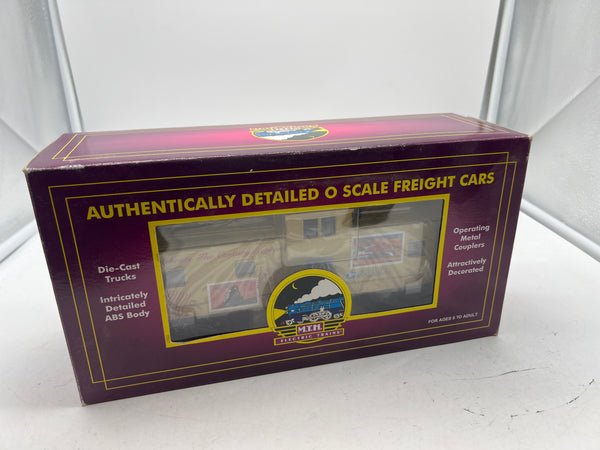 AUTHENTICALLY DETAILED O SCALE FREIGHT CARS
Die-Cast
Trucks
Intricately
Detailed
ABS Body
Operating
Metal
Couplers
Attractively
Decorated
M.T.H.
ELECTRIC TRAINS
FOR AGES 8 TO ADULT